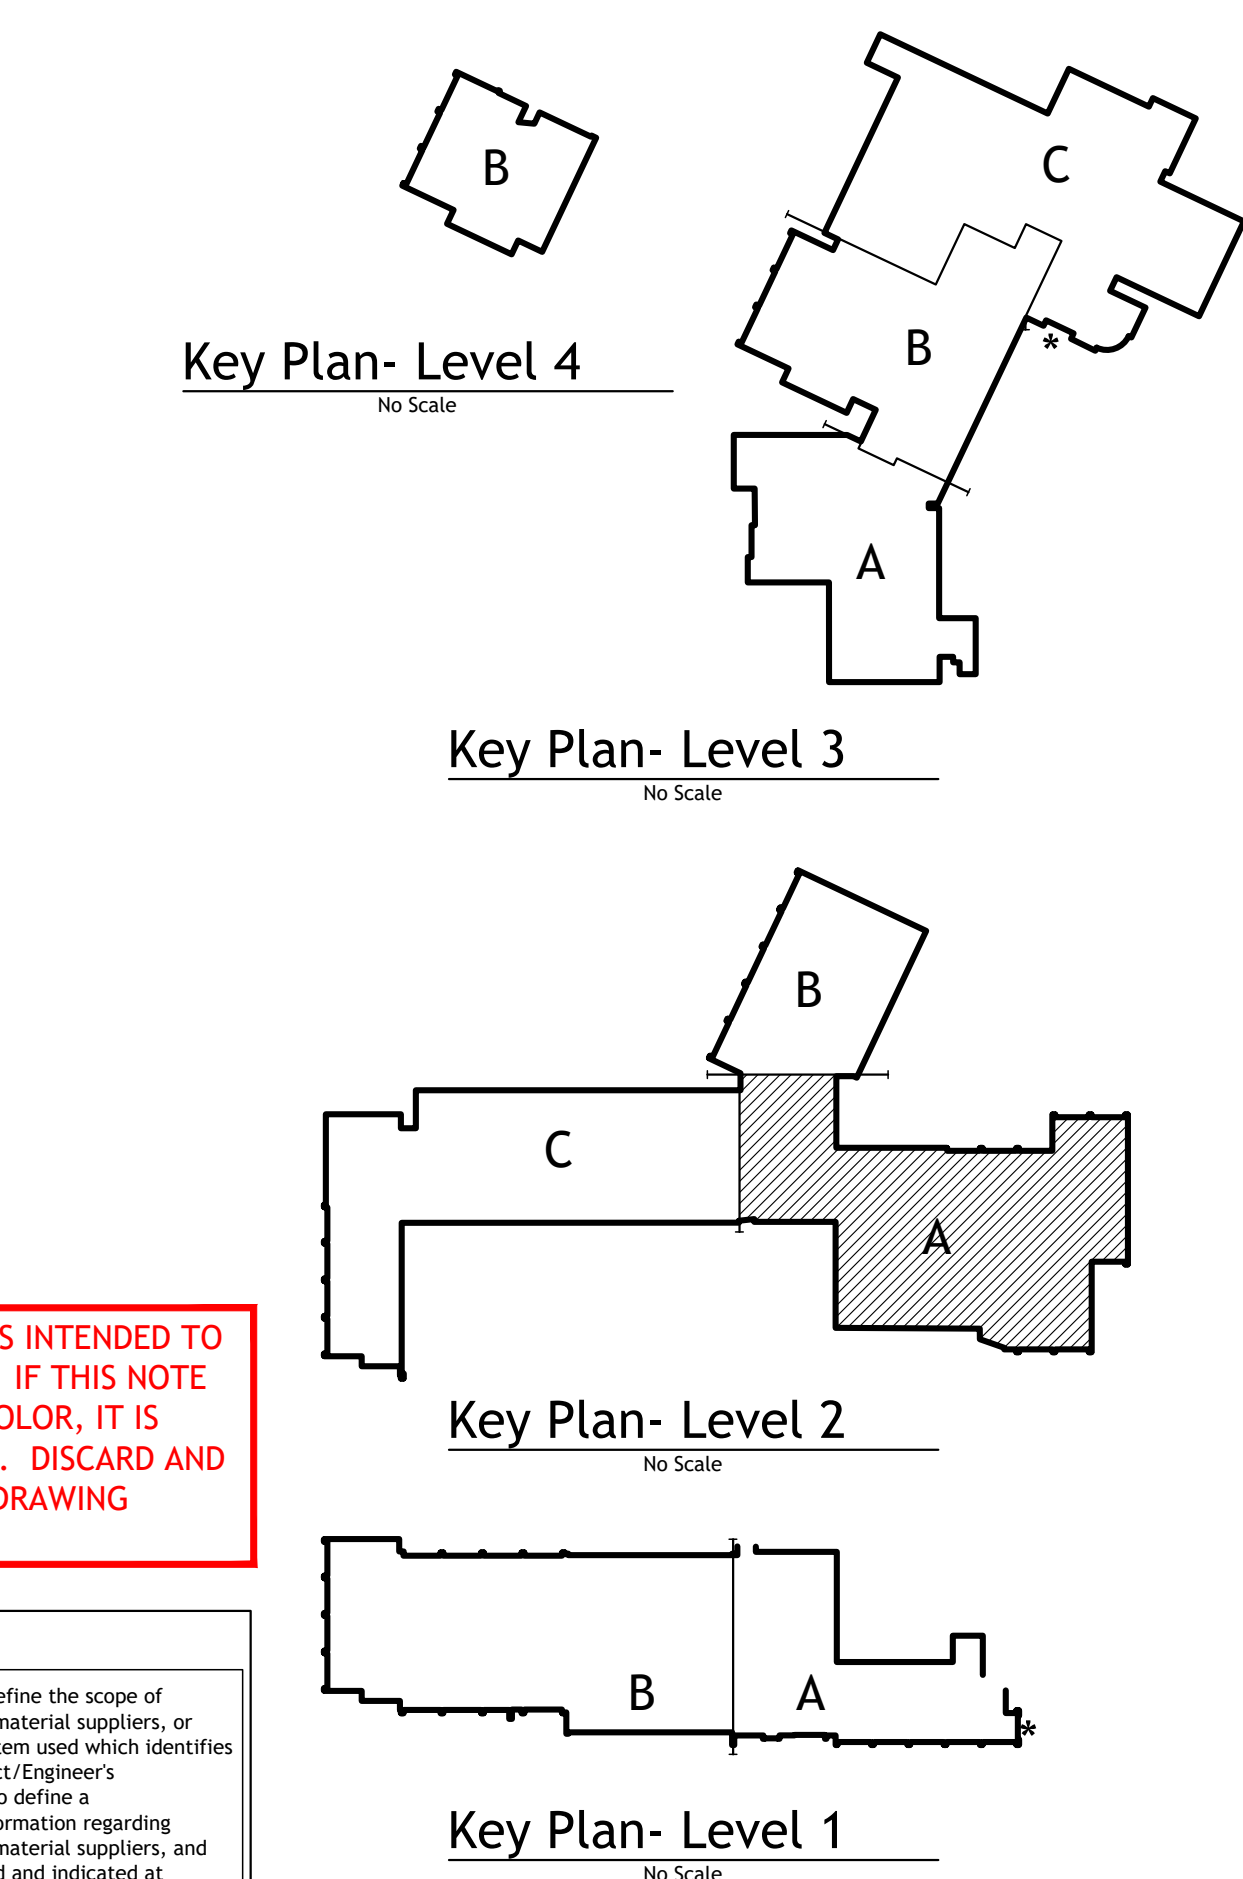 B
C
B
*
Key Plan- Level 4
No Scale
A
Key Plan- Level 3
No Scale
B
C
A
S INTENDED TO
IF THIS NOTE
OLOR, IT IS
. DISCARD AND
DRAWING
Key Plan- Level 2
No Scale
B
A
*
efine the scope of
material suppliers, or
tem used which identifies
ct/Engineer's
o define a
ormation regarding
material suppliers, and
d and indicated at
Key Plan- Level 1
No Scale